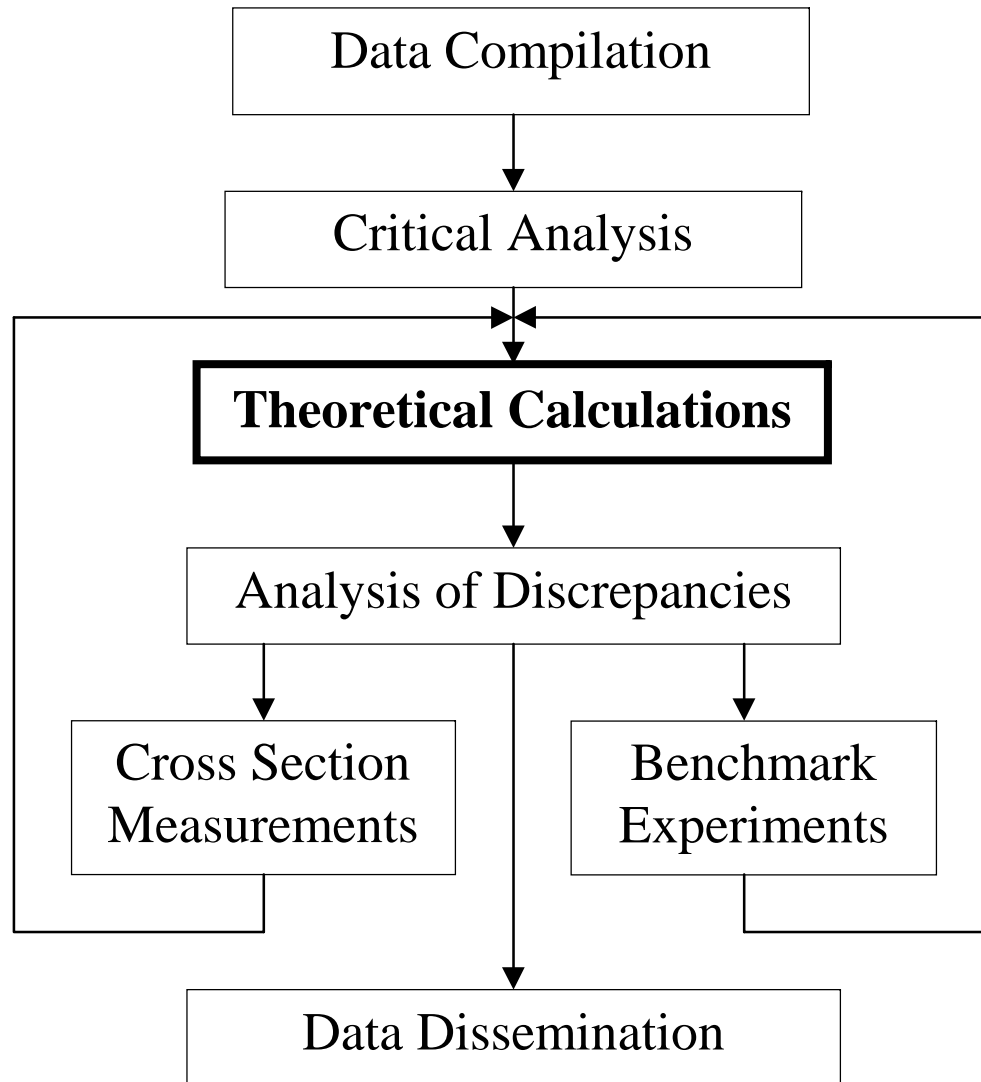 Data Compilation
Critical Analysis
Theoretical Calculations
Analysis of Discrepancies
Cross Section
Measurements
Benchmark
Experiments
Data Dissemination